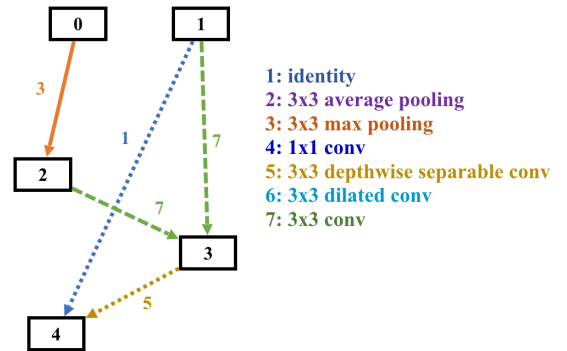 0
1
3
1
7
2
7
3
5
4
1: identity
2: 3x3 average pooling
3: 3x3 max pooling
4: 1x1 conv
5: 3x3 depthwise separable conv
6: 3x3 dilated conv
7: 3x3 conv